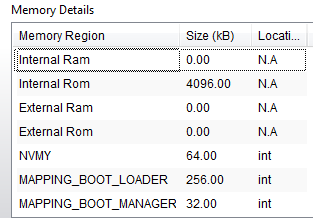 Memory Details
Memory Region Size (kB) Locati...
Internal Ram 0.00 N.A
Internal Rom 4096.00 N.A
External Ram 0.00 N.A
External Rom 0.00 N.A
NVMY 64.00 int
MAPPING_BOOT_LOADER 256.00 int
MAPPING_BOOT_MANAGER 32.00 int